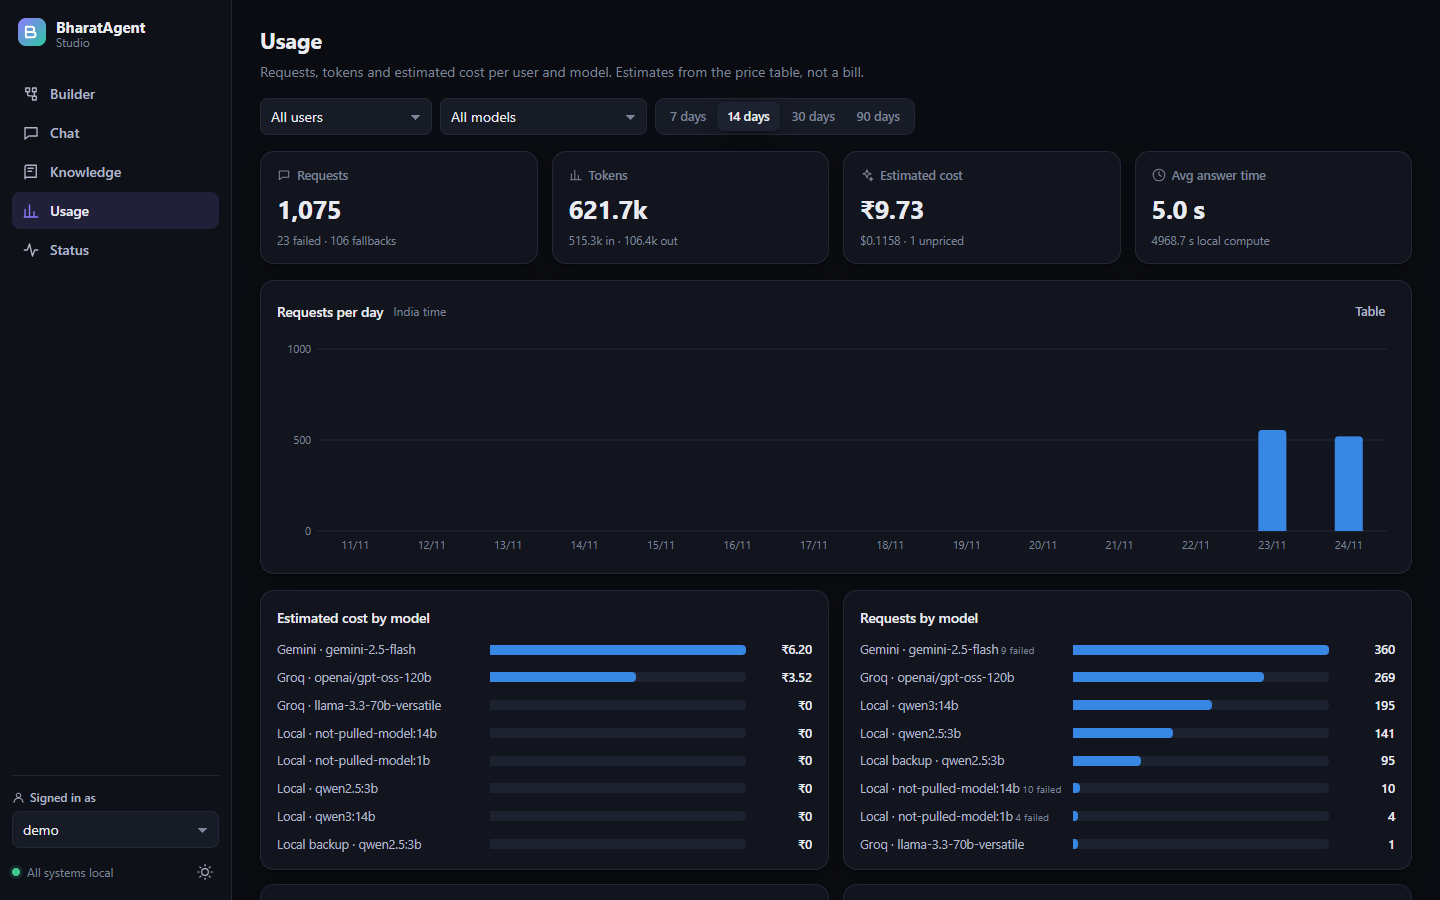 BharatAgent
Studio
Builder
Chat
Knowledge
Usage
Status
Signed in as
demo
All systems local
Usage
Requests, tokens and estimated cost per user and model. Estimates from the price table, not a bill.
All users
All models
7 days
14 days
30 days
90 days
Requests
1,075
23 failed · 106 fallbacks
Tokens
621.7k
515.3k in · 106.4k out
Estimated cost
₹9.73
$0.1158 · 1 unpriced
Avg answer time
5.0 s
4968.7 s local compute
Requests per day India time
Table
1000
500
0
11/11 12/11 13/11 14/11 15/11 16/11 17/11 18/11 19/11 20/11 21/11 22/11 23/11 24/11
Estimated cost by model
Gemini · gemini-2.5-flash ₹6.20
Groq · openai/gpt-oss-120b ₹3.52
Groq · llama-3.3-70b-versatile ₹0
Local · not-pulled-model:14b ₹0
Local · not-pulled-model:1b ₹0
Local · qwen2.5:3b ₹0
Local · qwen3:14b ₹0
Local backup · qwen2.5:3b ₹0
Requests by model
Gemini · gemini-2.5-flash 9 failed 360
Groq · openai/gpt-oss-120b 269
Local · qwen3:14b 195
Local · qwen2.5:3b 141
Local backup · qwen2.5:3b 95
Local · not-pulled-model:14b 10 failed 10
Local · not-pulled-model:1b 4 failed 4
Groq · llama-3.3-70b-versatile 1